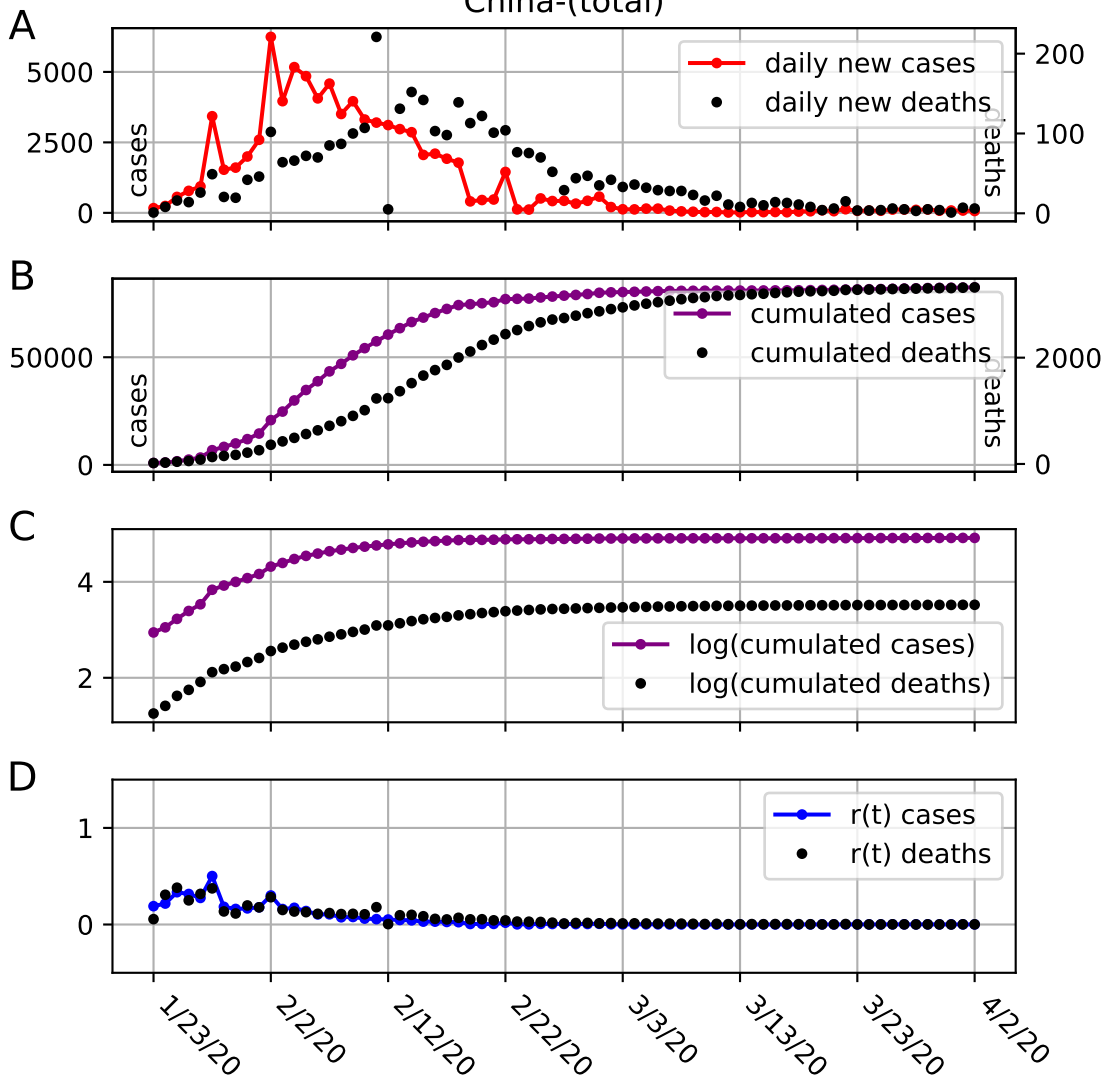 China-(total)
A
daily new cases
daily new deaths
5000
2500
0
200
100
0
cases
deaths
B
cumulated cases
cumulated deaths
50000
0
2000
0
cases
deaths
C
4
2
log(cumulated cases)
log(cumulated deaths)
D
1
0
r(t) cases
r(t) deaths
1/23/20
2/2/20
2/12/20
2/22/20
3/3/20
3/13/20
3/23/20
4/2/20